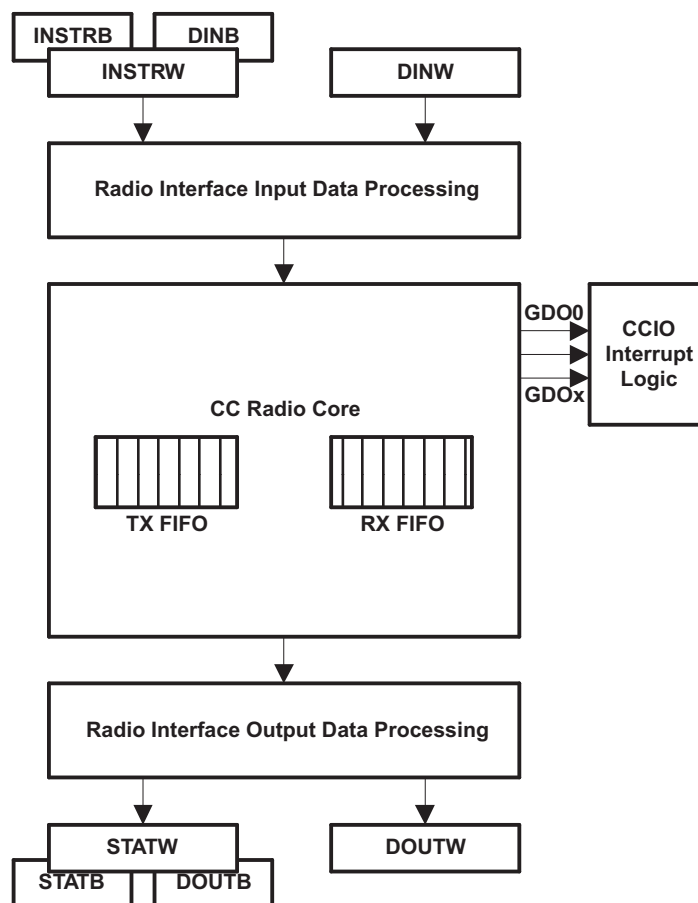 INSTRB DINB
INSTRW DINW
Radio Interface Input Data Processing
GDO0
CCIO
Interrupt
Logic
GDOx
CC Radio Core
TX FIFO RX FIFO
Radio Interface Output Data Processing
STATW DOUTW
STATB DOUTB